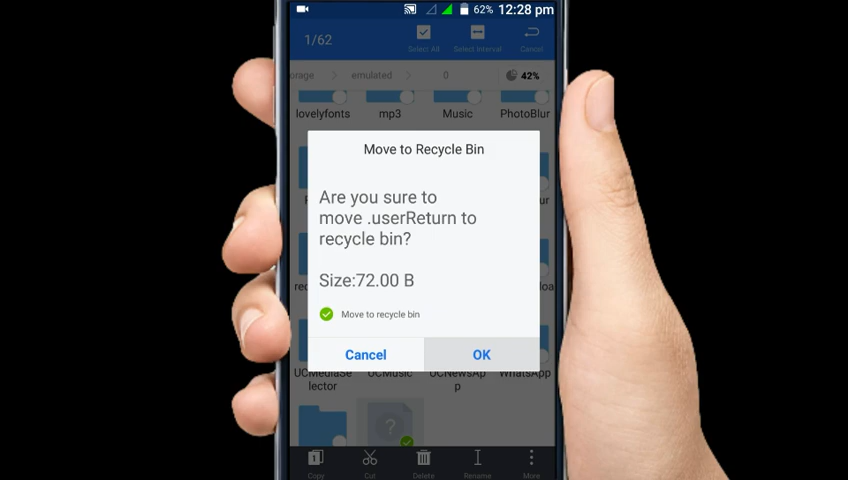 62% 12:28 pm
1/62
Select All Select Interval Cancel
orage > emulated > 0 42%
lovelyfonts mp3 Music PhotoBlur
Move to Recycle Bin
Are you sure to
move .userReturn to
recycle bin?
Size:72.00 B
Move to recycle bin
Cancel OK
UCMediaSe UCMusic UCNewsAp WhatsApp
lector p
?
Copy Cut Delete Rename More